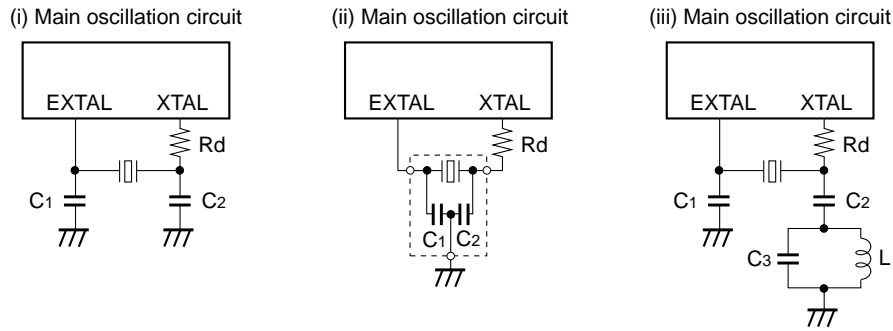 (i) Main oscillation circuit
EXTAL XTAL
Rd
C1
C2
(ii) Main oscillation circuit
EXTAL XTAL
Rd
C1 C2
(iii) Main oscillation circuit
EXTAL XTAL
Rd
C1
C2
C3
L